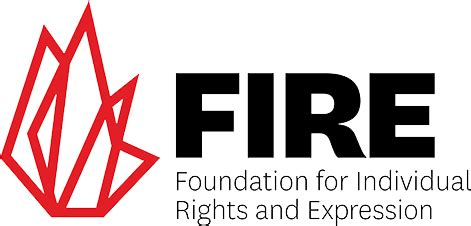 FIRE
Foundation for Individual
Rights and Expression